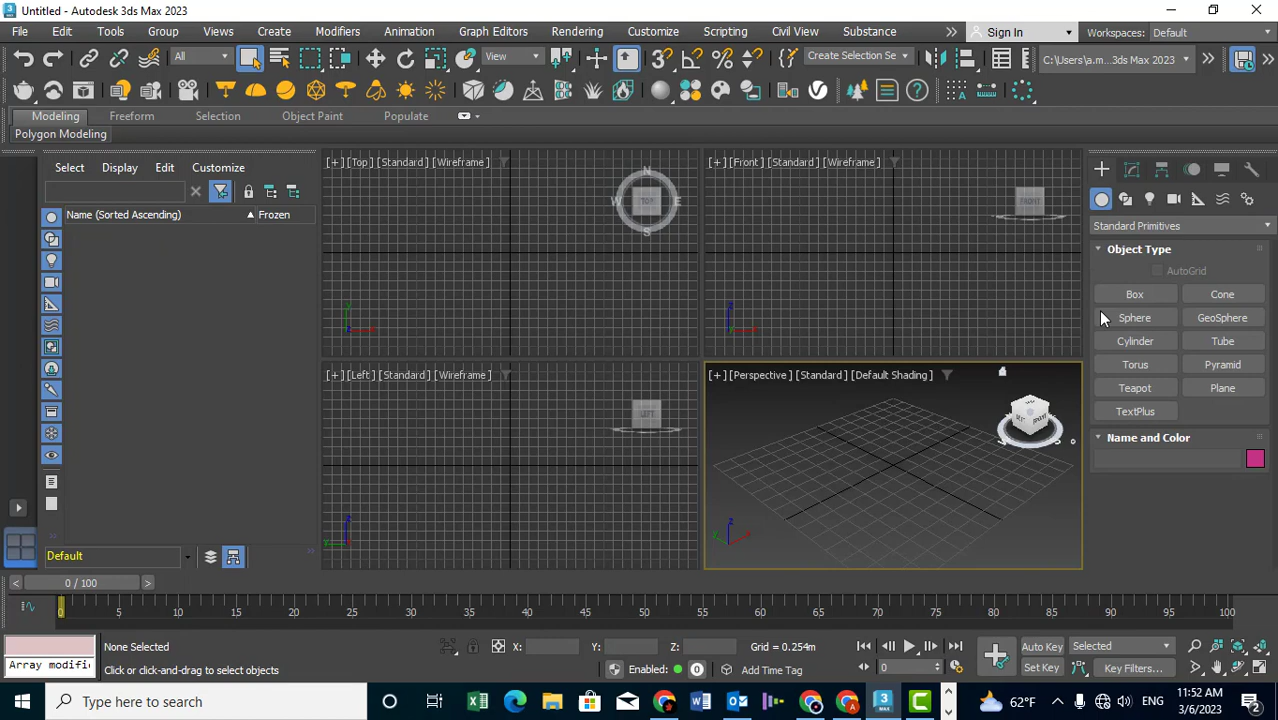 Untitled - Autodesk 3ds Max 2023
File Edit Tools Group Views Create Modifiers Animation Graph Editors Rendering Customize Scripting Civil View Substance Sign In Workspaces: Default
All View Create Selection Se C:\Users\a.m...3ds Max 2023
Modeling Freeform Selection Object Paint Populate
Polygon Modeling
Select Display Edit Customize
Name (Sorted Ascending) Frozen
[+] [Top] [Standard] [Wireframe]
N
W TOP E
S
[+] [Front] [Standard] [Wireframe]
FRONT
[+] [Left] [Standard] [Wireframe]
LEFT
[+] [Perspective] [Standard] [Default Shading]
Standard Primitives
Object Type
AutoGrid
Box Cone
Sphere GeoSphere
Cylinder Tube
Torus Pyramid
Teapot Plane
TextPlus
Name and Color
Default
< 0 / 100 >
0 5 10 15 20 25 30 35 40 45 50 55 60 65 70 75 80 85 90 95 100
None Selected X: Y: Z: Grid = 0.254m Auto Key Selected
Array modifi Click or click-and-drag to select objects Enabled: 0 Add Time Tag 0 Set Key Key Filters...
Type here to search 62°F ENG 11:52 AM
3/6/2023